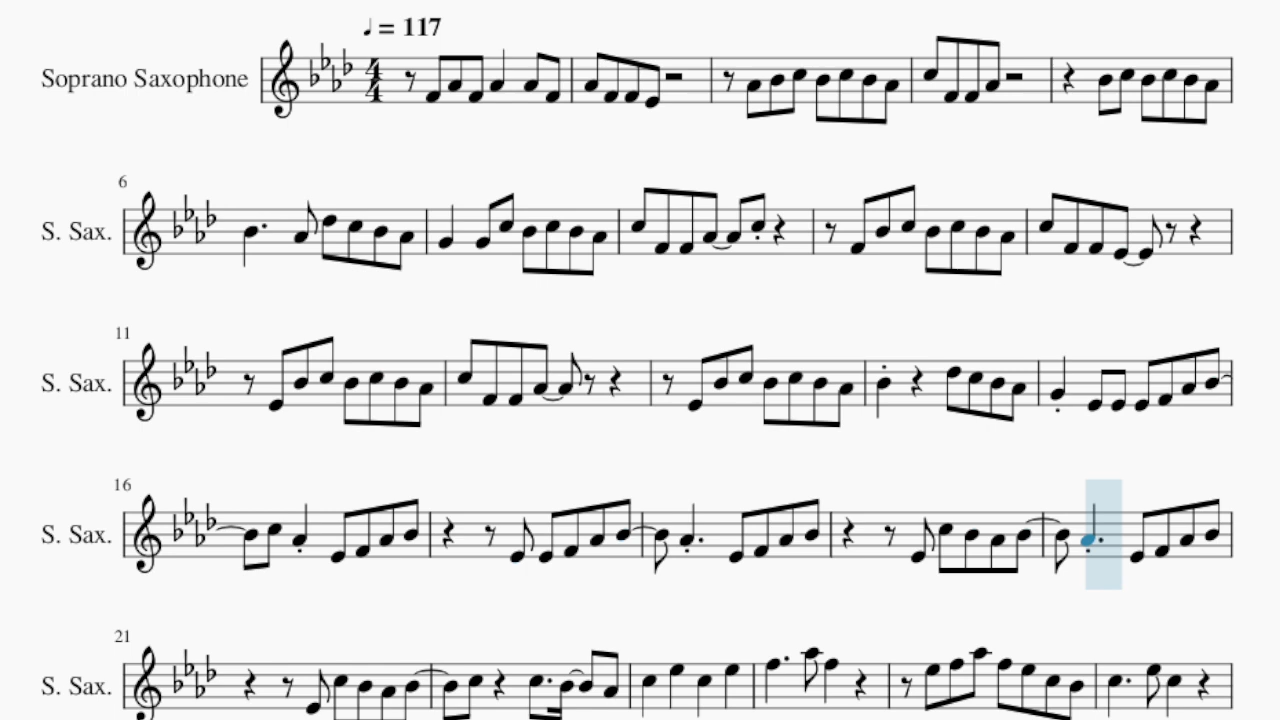 ♩ = 117
Soprano Saxophone
4
4
6
S. Sax.
11
S. Sax.
16
S. Sax.
21
S. Sax.